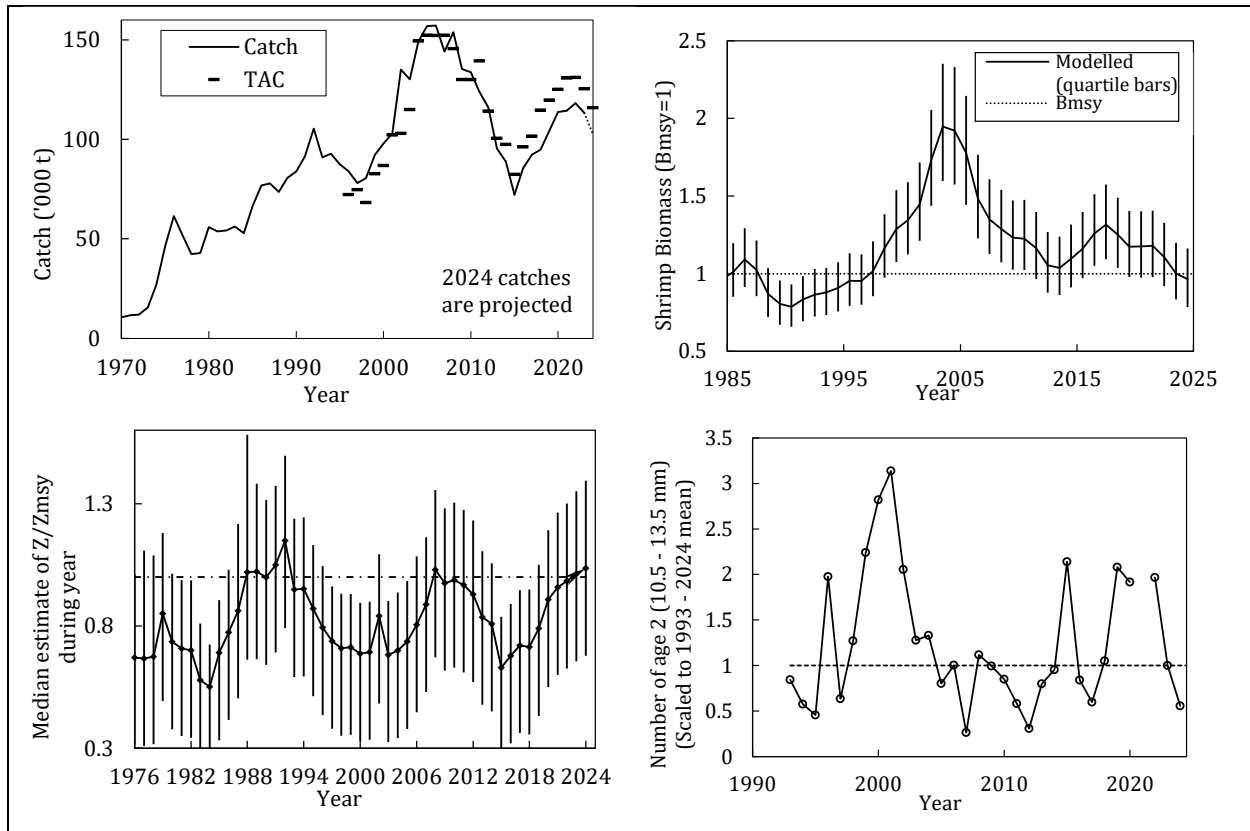 150
100
50
0
Catch ('000 t)
Catch
TAC
2024 catches
are projected
1970 1980 1990 2000 2010 2020
Year
2.5
2
1.5
1
0.5
Shrimp Biomass (Bmsy=1)
Modelled
(quartile bars)
Bmsy
1985 1995 2005 2015 2025
Year
1.3
0.8
0.3
Median estimate of Z/Zmsy
during year
1976 1982 1988 1994 2000 2006 2012 2018 2024
Year
3.5
3
2.5
2
1.5
1
0.5
0
Number of age 2 (10.5 - 13.5 mm)
(Scaled to 1993 - 2024 mean)
1990 2000 2010 2020
Year